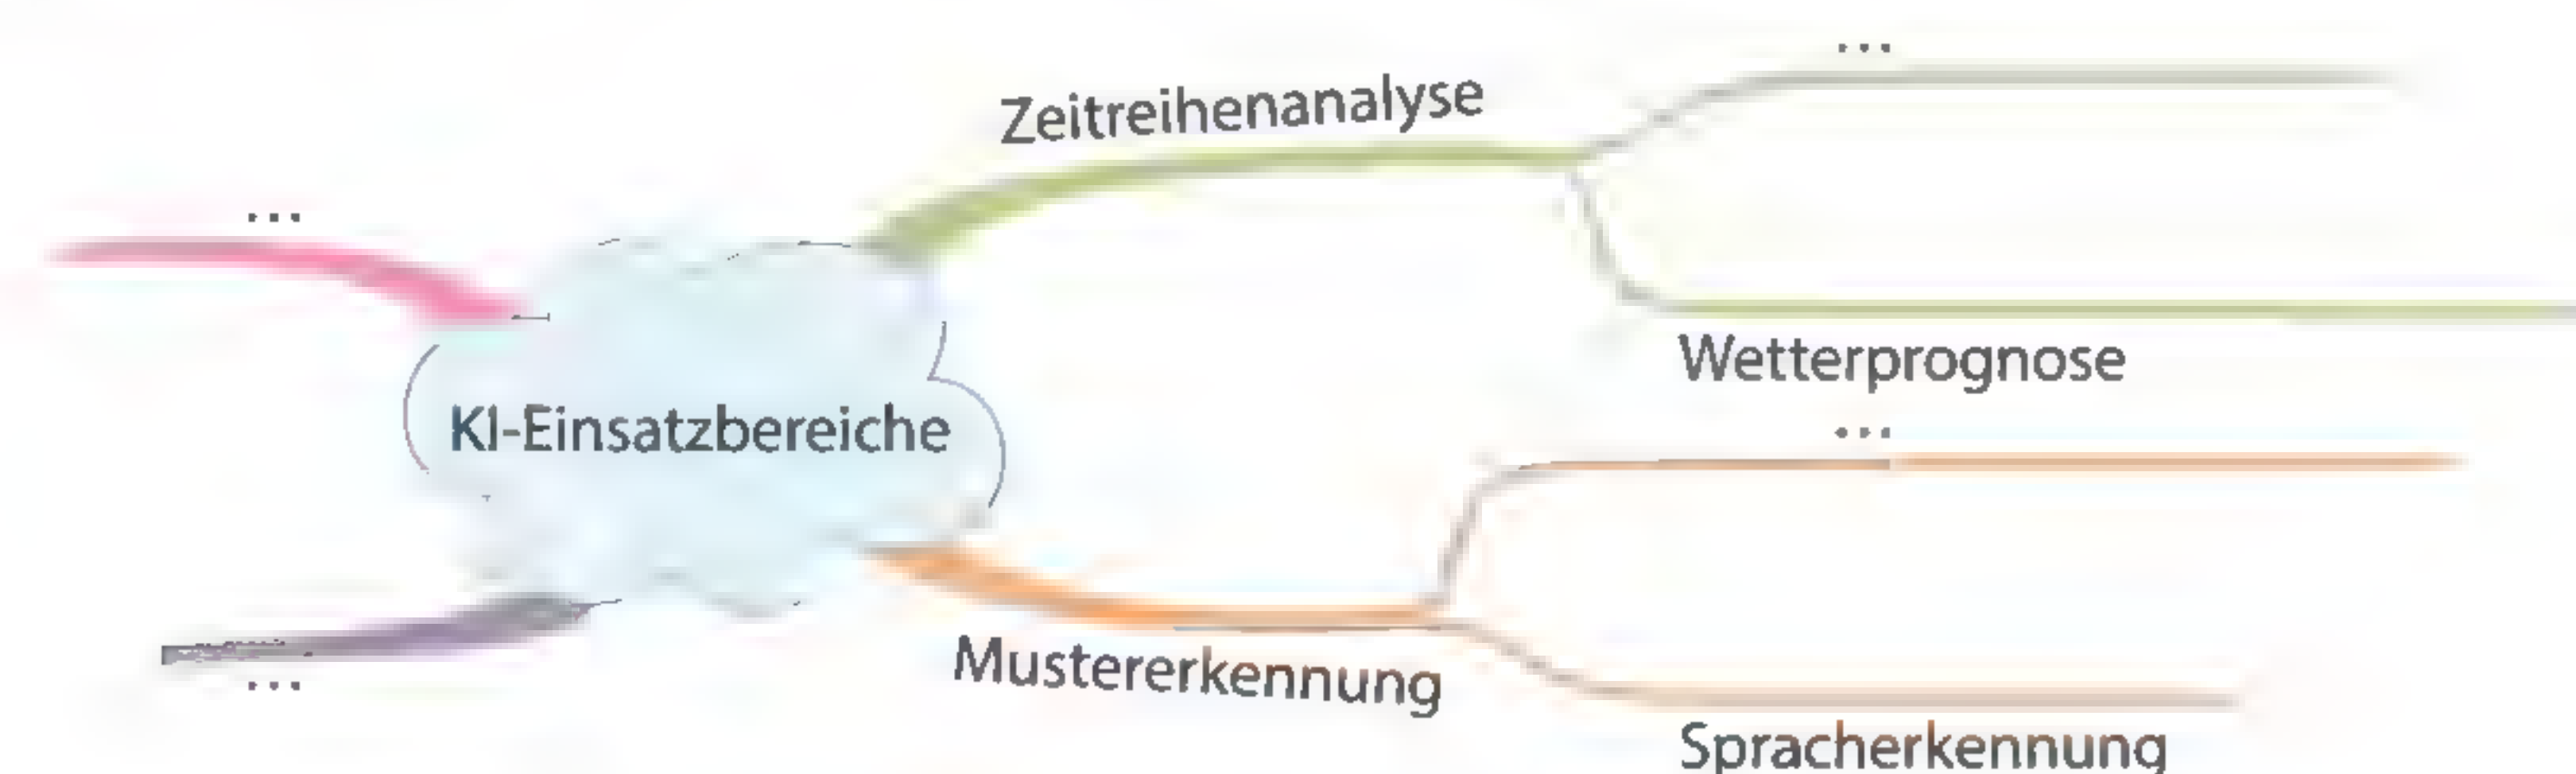 ...
Zeitreihenanalyse
...
Wetterprognose
KI-Einsatzbereiche
...
Mustererkennung
...
Spracherkennung